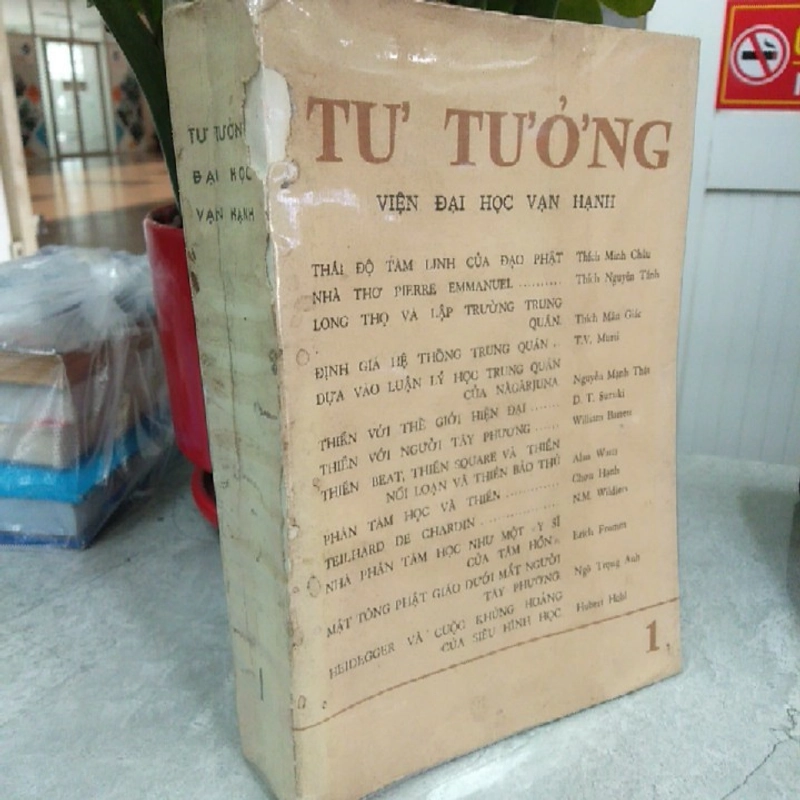 TƯ TƯỞNG
VIỆN ĐẠI HỌC VẠN HẠNH
THÁI ĐỘ TÂM LINH CỦA ĐẠO PHẬT Thích Minh Châu
NHÀ THƠ PIERRE EMMANUEL .......... Thích Nguyên Tánh
LONG THỌ VÀ LẬP TRƯỜNG TRUNG
QUÁN. Thích Mãn Giác
ĐỊNH GIÁ HỆ THỐNG TRUNG QUÁN .. T.V. Murti
DỰA VÀO LUẬN LÝ HỌC TRUNG QUÁN
CỦA NĀGĀRJUNA Nguyễn Mạnh
THIỀN VỚI THẾ GIỚI HIỆN ĐẠI ...... D. T. Suzuki
THIỀN VỚI NGƯỜI TÂY PHƯƠNG ..... William Barrett
THIỀN BEAT, THIỀN SQUARE VÀ THIỀN
NỔI LOẠN VÀ THIỀN BẢO THỦ Alan Watts
PHÂN TÂM HỌC VÀ THIỀN ............ Chơn Hạnh
TEILHARD DE CHARDIN .............. N.M. Wildiers
NHÀ PHÂN TÂM HỌC NHƯ MỘT «Y SĨ
CỦA TÂM HỒN» Erich Fromm
MẬT TÔNG PHẬT GIÁO DƯỚI MẮT NGƯỜI
TÂY PHƯƠNG Ngô Trọng Anh
HEIDEGGER VÀ CUỘC KHỦNG HOẢNG
CỦA SIÊU HÌNH HỌC Hubert Hohl
1
TƯ TƯỞN
ĐẠI HỌC
VẠN HẠNH
1